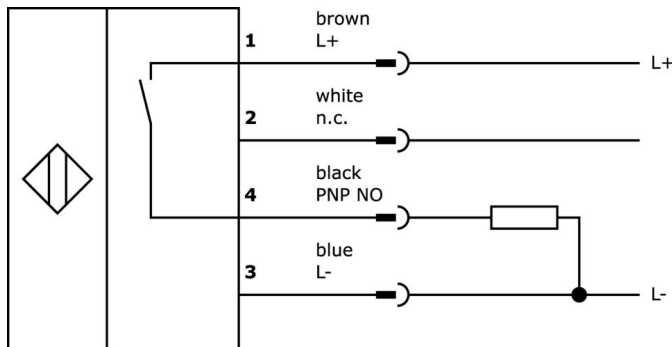 brown
1 L+
L+
white
2 n.c.
black
4 PNP NO
blue
3 L-
L-